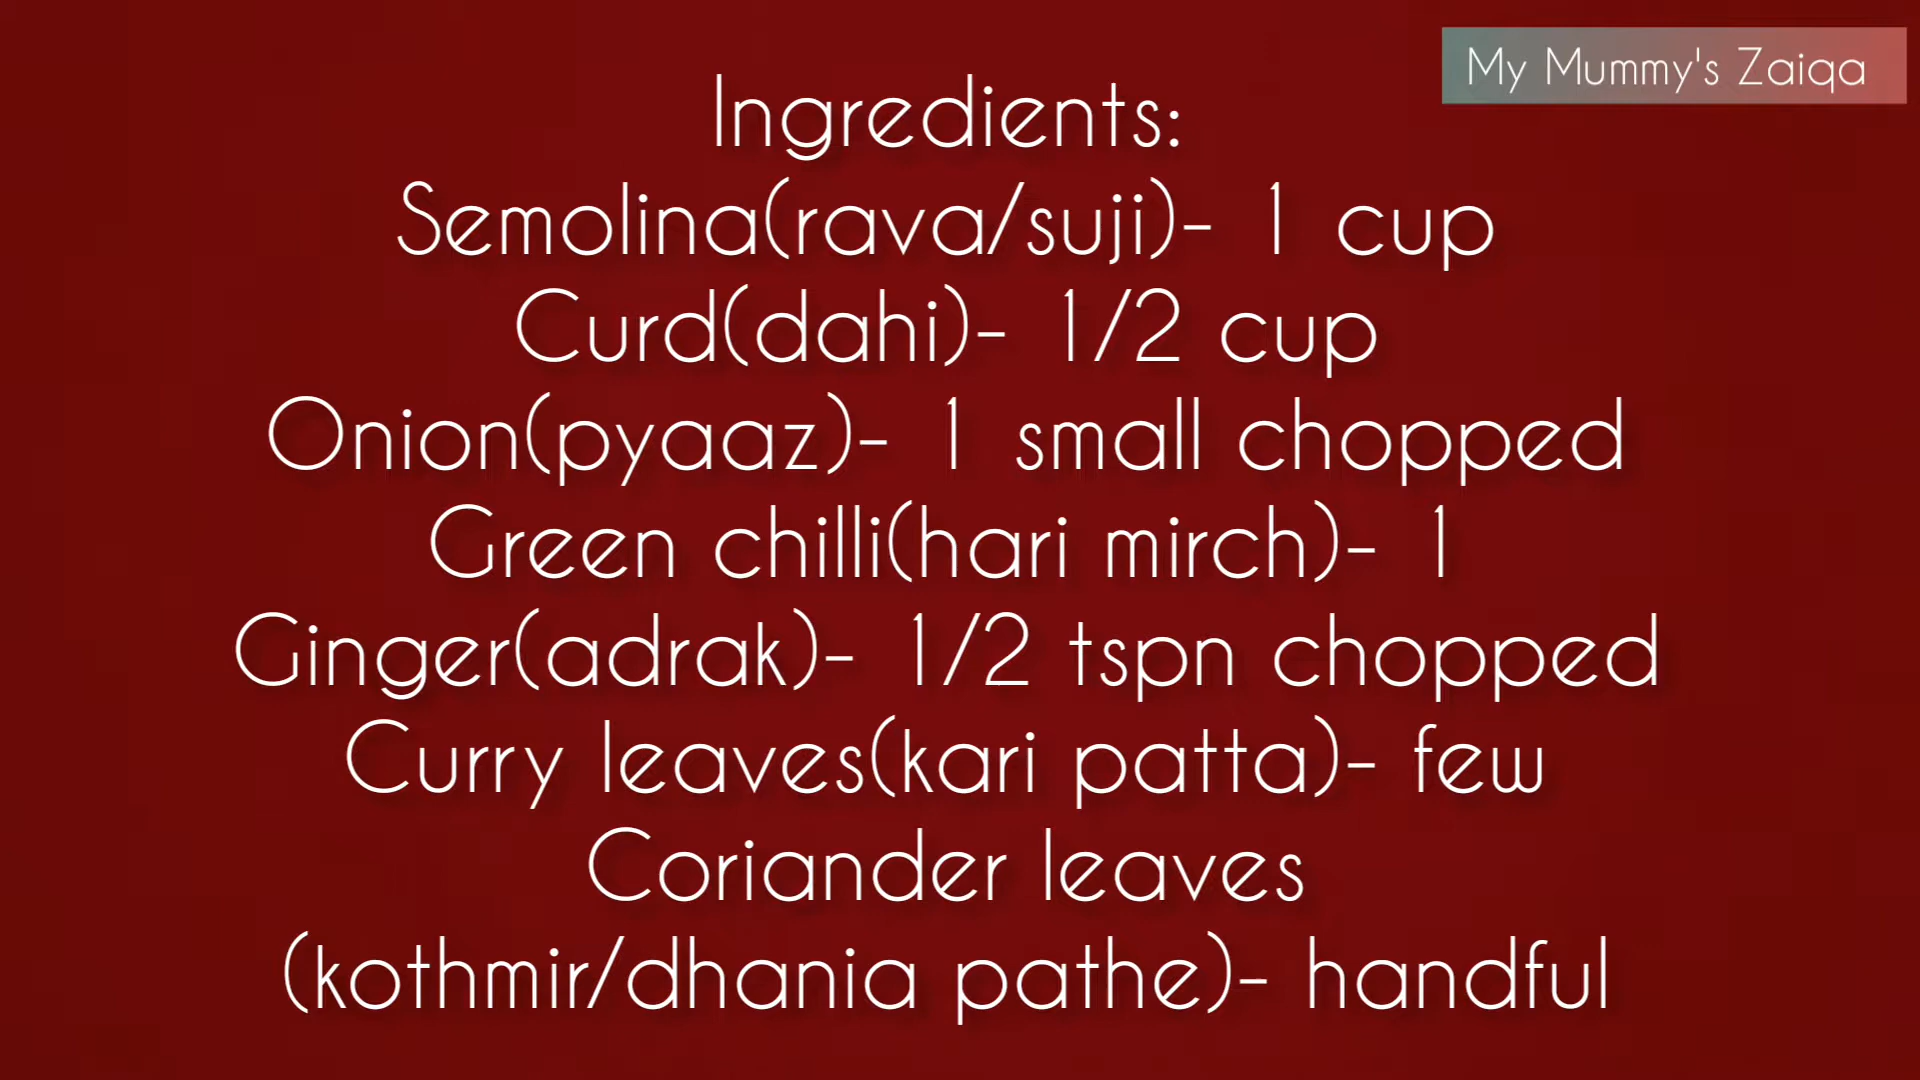 My Mummy's Zaiqa
Ingredients:
Semolina(rava/suji)- 1 cup
Curd(dahi)- 1/2 cup
Onion(pyaaz)- 1 small chopped
Green chilli(hari mirch)- 1
Ginger(adrak)- 1/2 tspn chopped
Curry leaves(kari patta)- few
Coriander leaves
(kothmir/dhania pathe)- handful